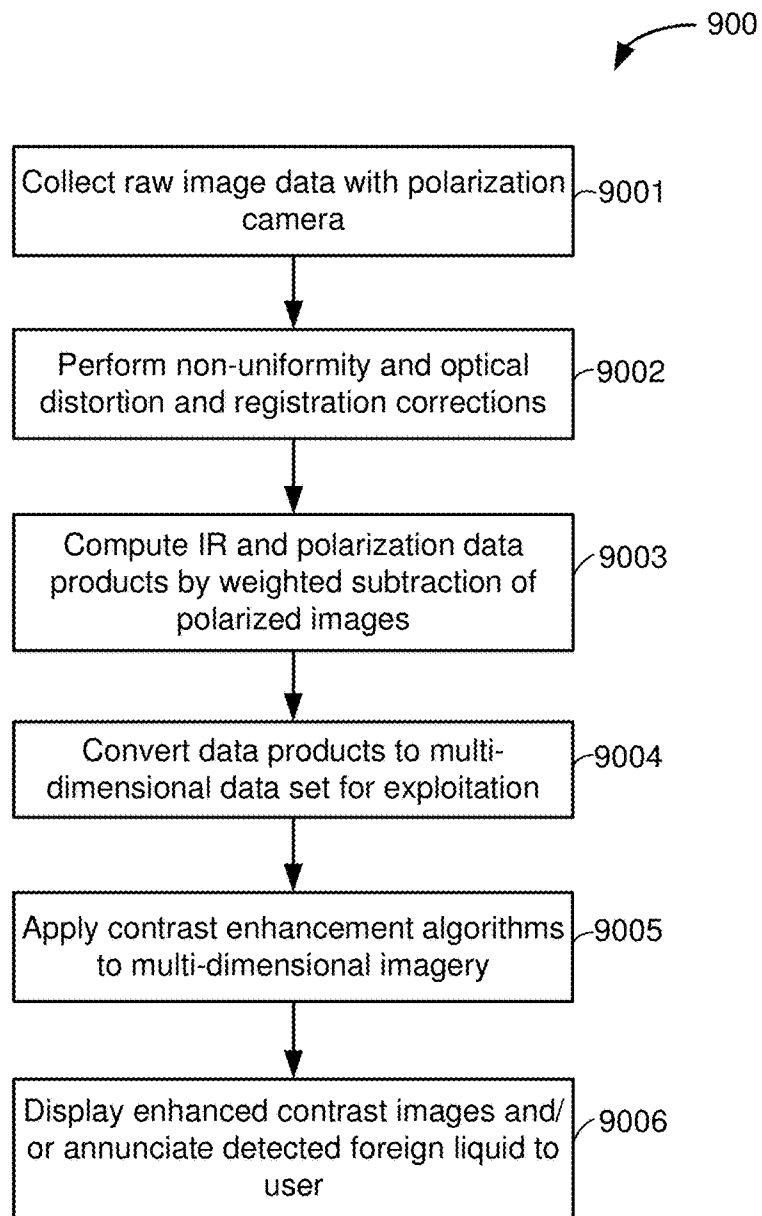 900
Collect raw image data with polarization
camera
9001
Perform non-uniformity and optical
distortion and registration corrections
9002
Compute IR and polarization data
products by weighted subtraction of
polarized images
9003
Convert data products to multi-
dimensional data set for exploitation
9004
Apply contrast enhancement algorithms
to multi-dimensional imagery
9005
Display enhanced contrast images and/
or annunciate detected foreign liquid to
user
9006